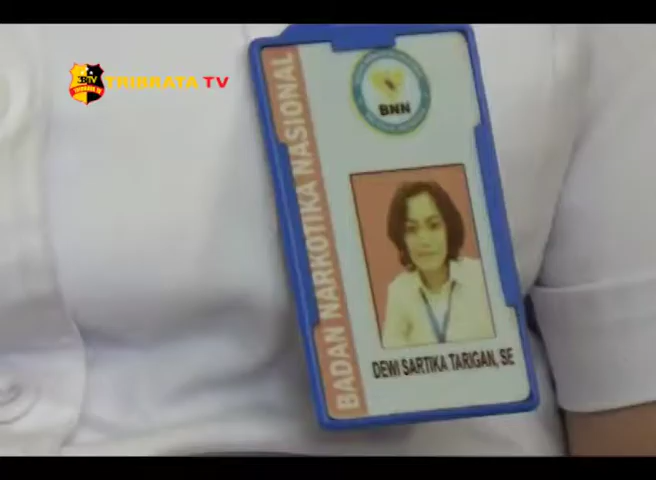 TRIBRATA TV
BADAN NARKOTIKA NASIONAL
BNN
DEWI SARTIKA TARIGAN, SE